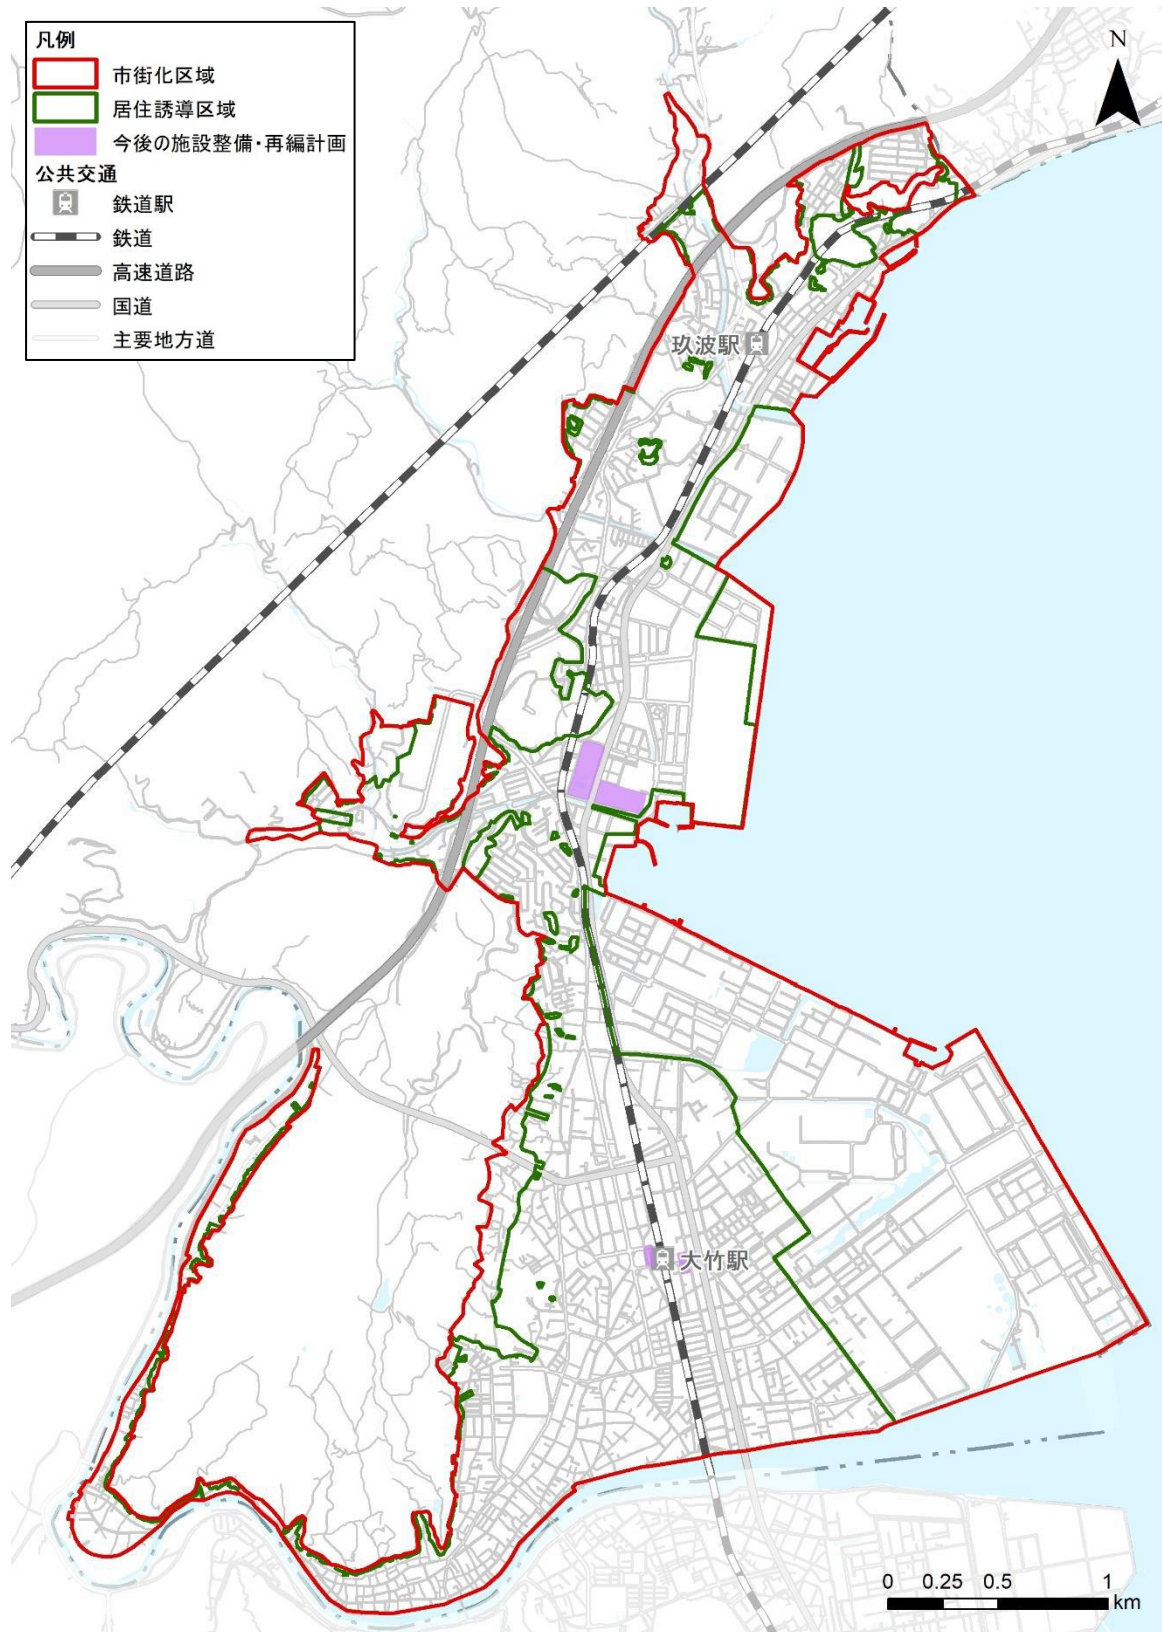 凡例
市街化区域
居住誘導区域
今後の施設整備・再編計画
公共交通
鉄道駅
鉄道
高速道路
国道
主要地方道
N
玖波駅
大竹駅
0 0.25 0.5 1
km